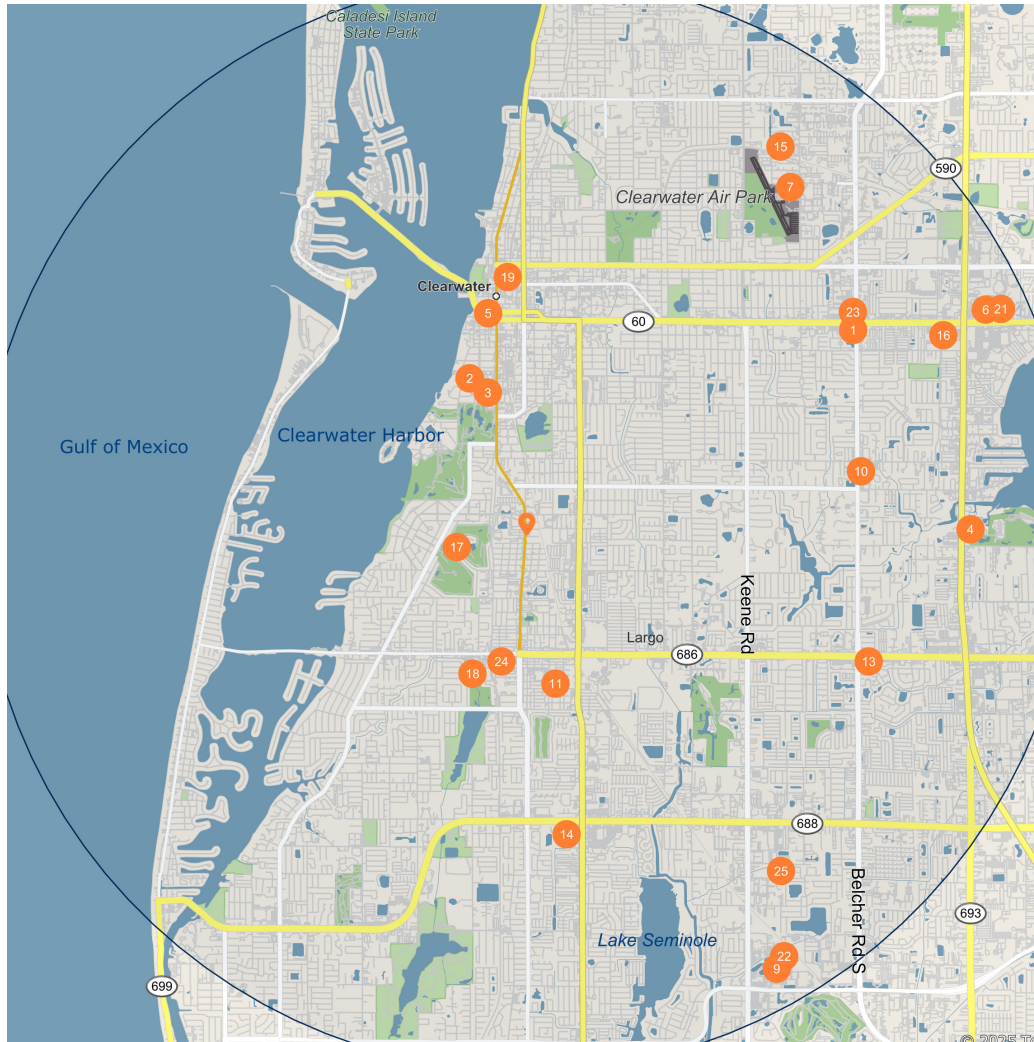 Caladesi Island
State Park
15
590
7
Clearwater Air Park
19
Clearwater
5
60
23
1
6
21
16
2
3
Clearwater Harbor
Gulf of Mexico
10
4
17
Keene Rd
Largo
686
24
13
18
11
688
14
25
Belcher Rd S
693
Lake Seminole
22
9
699
© 2025